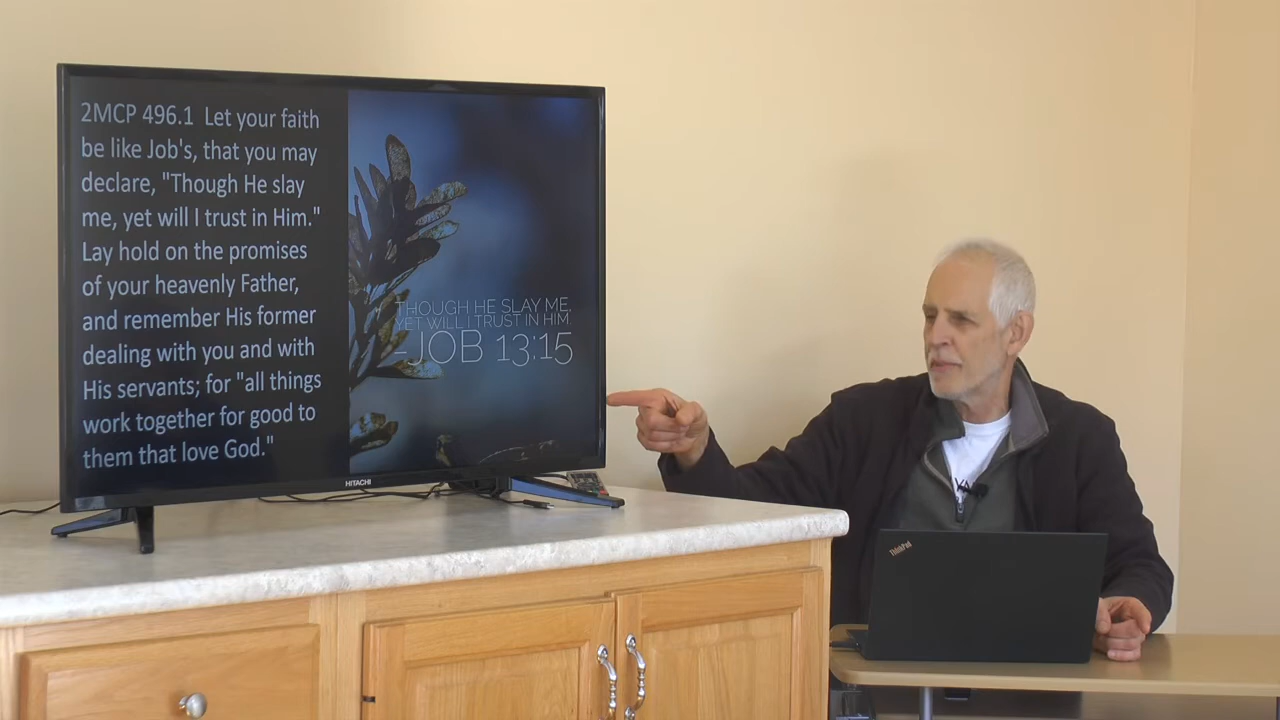 2MCP 496.1 Let your faith
be like Job's, that you may
declare, "Though He slay
me, yet will I trust in Him."
Lay hold on the promises
of your heavenly Father,
and remember His former
dealing with you and with
His servants; for "all things
work together for good to
them that love God."
THOUGH HE SLAY ME,
YET WILL I TRUST IN HIM.
-JOB 13:15
HITACHI
ThinkPad